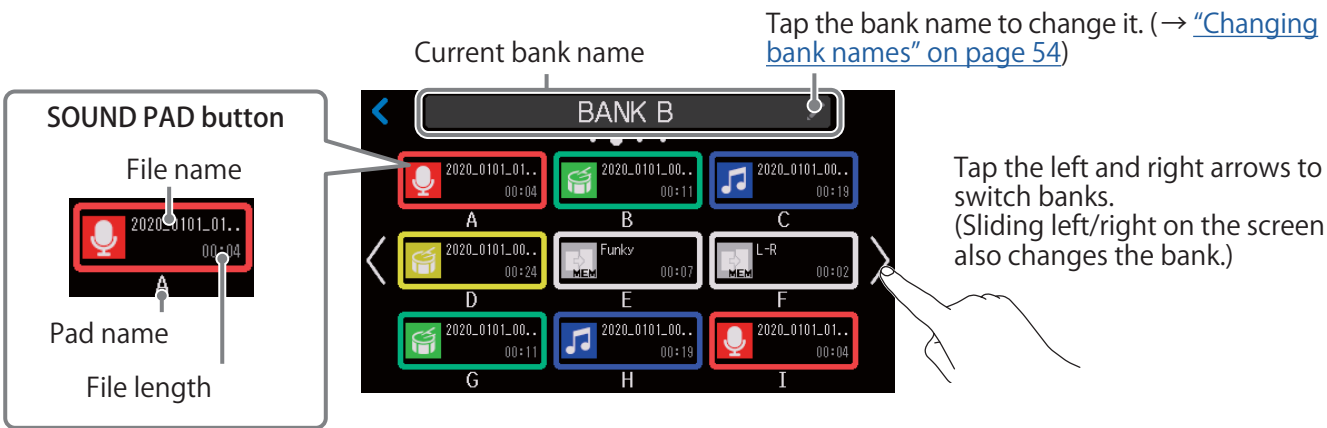 Tap the bank name to change it. (→ "Changing
bank names" on page 54)
Current bank name
SOUND PAD button
File name
2020_0101_01..
00:04
A
Pad name
File length
BANK B
2020_0101_01..
00:04
A
2020_0101_00..
00:11
B
2020_0101_00..
00:19
C
2020_0101_00..
00:24
D
Funky
MEM
00:07
E
L-R
MEM
00:02
F
2020_0101_00..
00:11
G
2020_0101_00..
00:19
H
2020_0101_01..
00:04
I
Tap the left and right arrows to
switch banks.
(Sliding left/right on the screen
also changes the bank.)